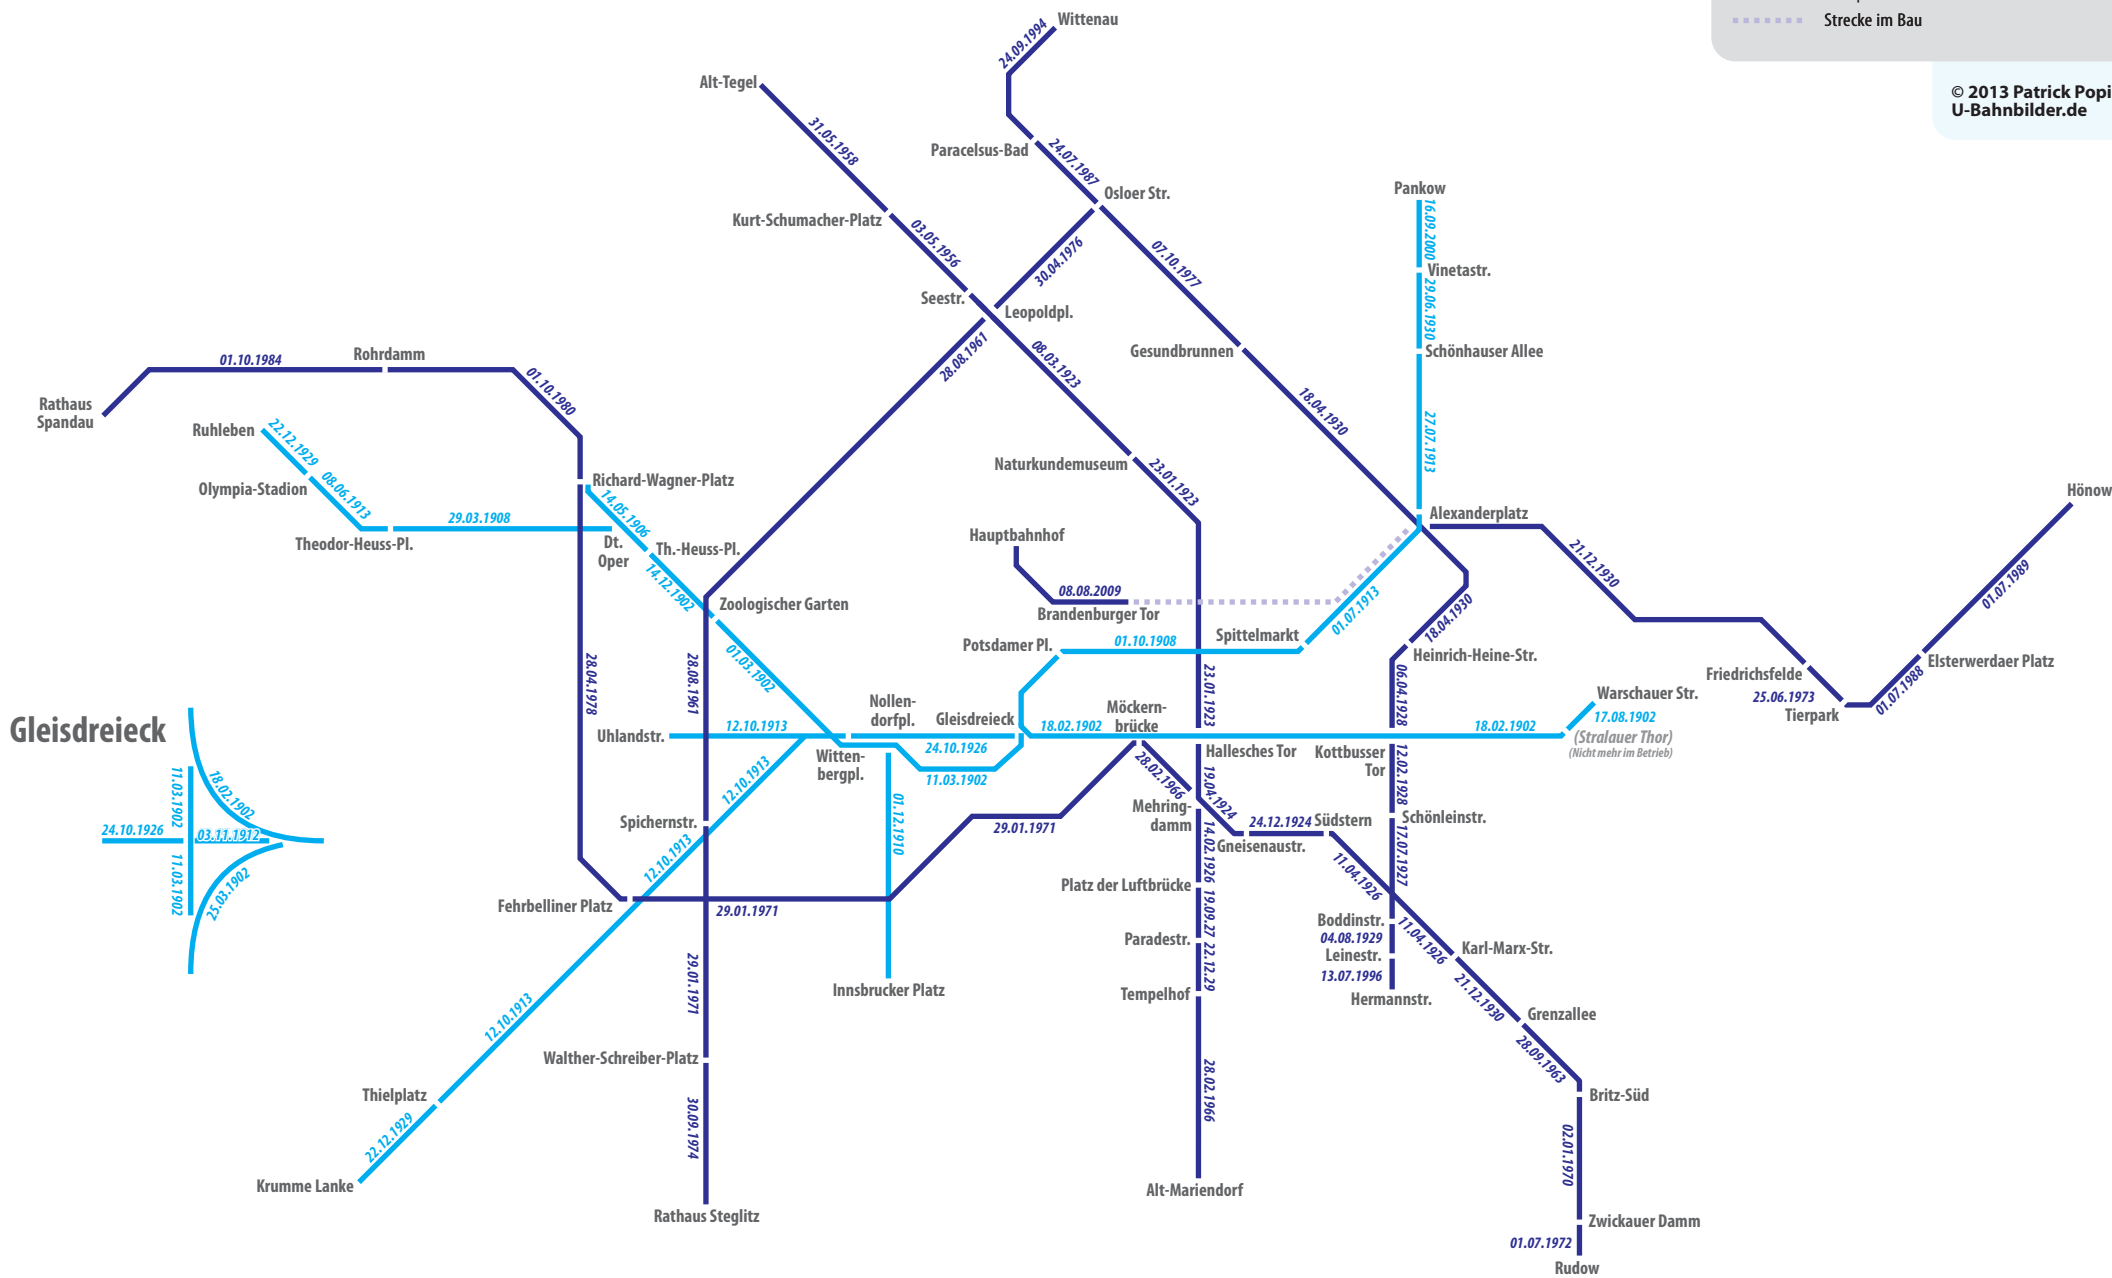 Wittenau
Strecke im Bau
24.09.1994
Alt-Tegel
© 2013 Patrick Popi
U-Bahnbilder.de
31.05.1958
Paracelsus-Bad
24.07.1987
Osloer Str.
Pankow
16.09.2000
Kurt-Schumacher-Platz
03.05.1956
30.04.1976
07.10.1977
Vinetastr.
29.06.1930
Seestr.
Leopoldpl.
28.08.1961
08.03.1923
Gesundbrunnen
Schönhauser Allee
01.10.1984
Rohrdamm
01.10.1980
18.04.1930
27.07.1913
Rathaus
Spandau
Ruhleben
22.12.1929
Naturkundemuseum
23.01.1923
Olympia-Stadion
08.06.1913
Richard-Wagner-Platz
14.05.1906
Hönow
29.03.1908
Alexanderplatz
Theodor-Heuss-Pl.
Dt.
Oper
Th.-Heuss-Pl.
Hauptbahnhof
21.12.1930
14.12.1902
08.08.2009
01.07.1989
Zoologischer Garten
Brandenburger Tor
01.07.1913
18.04.1930
Potsdamer Pl.
01.10.1908
Spittelmarkt
Heinrich-Heine-Str.
Elsterwerdaer Platz
28.04.1978
28.08.1961
01.03.1902
23.01.1923
06.04.1928
Friedrichsfelde
25.06.1973
Tierpark
01.07.1988
Warschauer Str.
17.08.1902
(Stralauer Thor)
(Nicht mehr im Betrieb)
Nollen-
dorfpl.
Gleisdreieck
Möckern-
brücke
Gleisdreieck
Uhlandstr.
12.10.1913
18.02.1902
18.02.1902
24.10.1926
Witten-
bergpl.
11.03.1902
Hallesches Tor
Kottbusser
Tor
12.02.1928
12.10.1913
28.02.1966
19.04.1924
11.03.1902
18.02.1902
24.10.1926
03.11.1912
11.03.1902
25.03.1902
Spichernstr.
01.12.1910
29.01.1971
Mehring-
damm
14.02.1926
24.12.1924
Südstern
Schönleinstr.
Gneisenaustr.
17.07.1927
12.10.1913
11.04.1926
Platz der Luftbrücke
19.09.27
Fehrbelliner Platz
29.01.1971
Boddinstr.
04.08.1929
11.04.1926
Paradestr.
22.12.29
Leinestr.
13.07.1996
Karl-Marx-Str.
29.01.1971
Innsbrucker Platz
Tempelhof
Hermannstr.
21.12.1930
Grenzallee
12.10.1913
28.09.1963
Walther-Schreiber-Platz
28.02.1966
Thielplatz
Britz-Süd
22.12.1929
30.09.1974
02.01.1970
Krumme Lanke
Alt-Mariendorf
Rathaus Steglitz
Zwickauer Damm
01.07.1972
Rudow